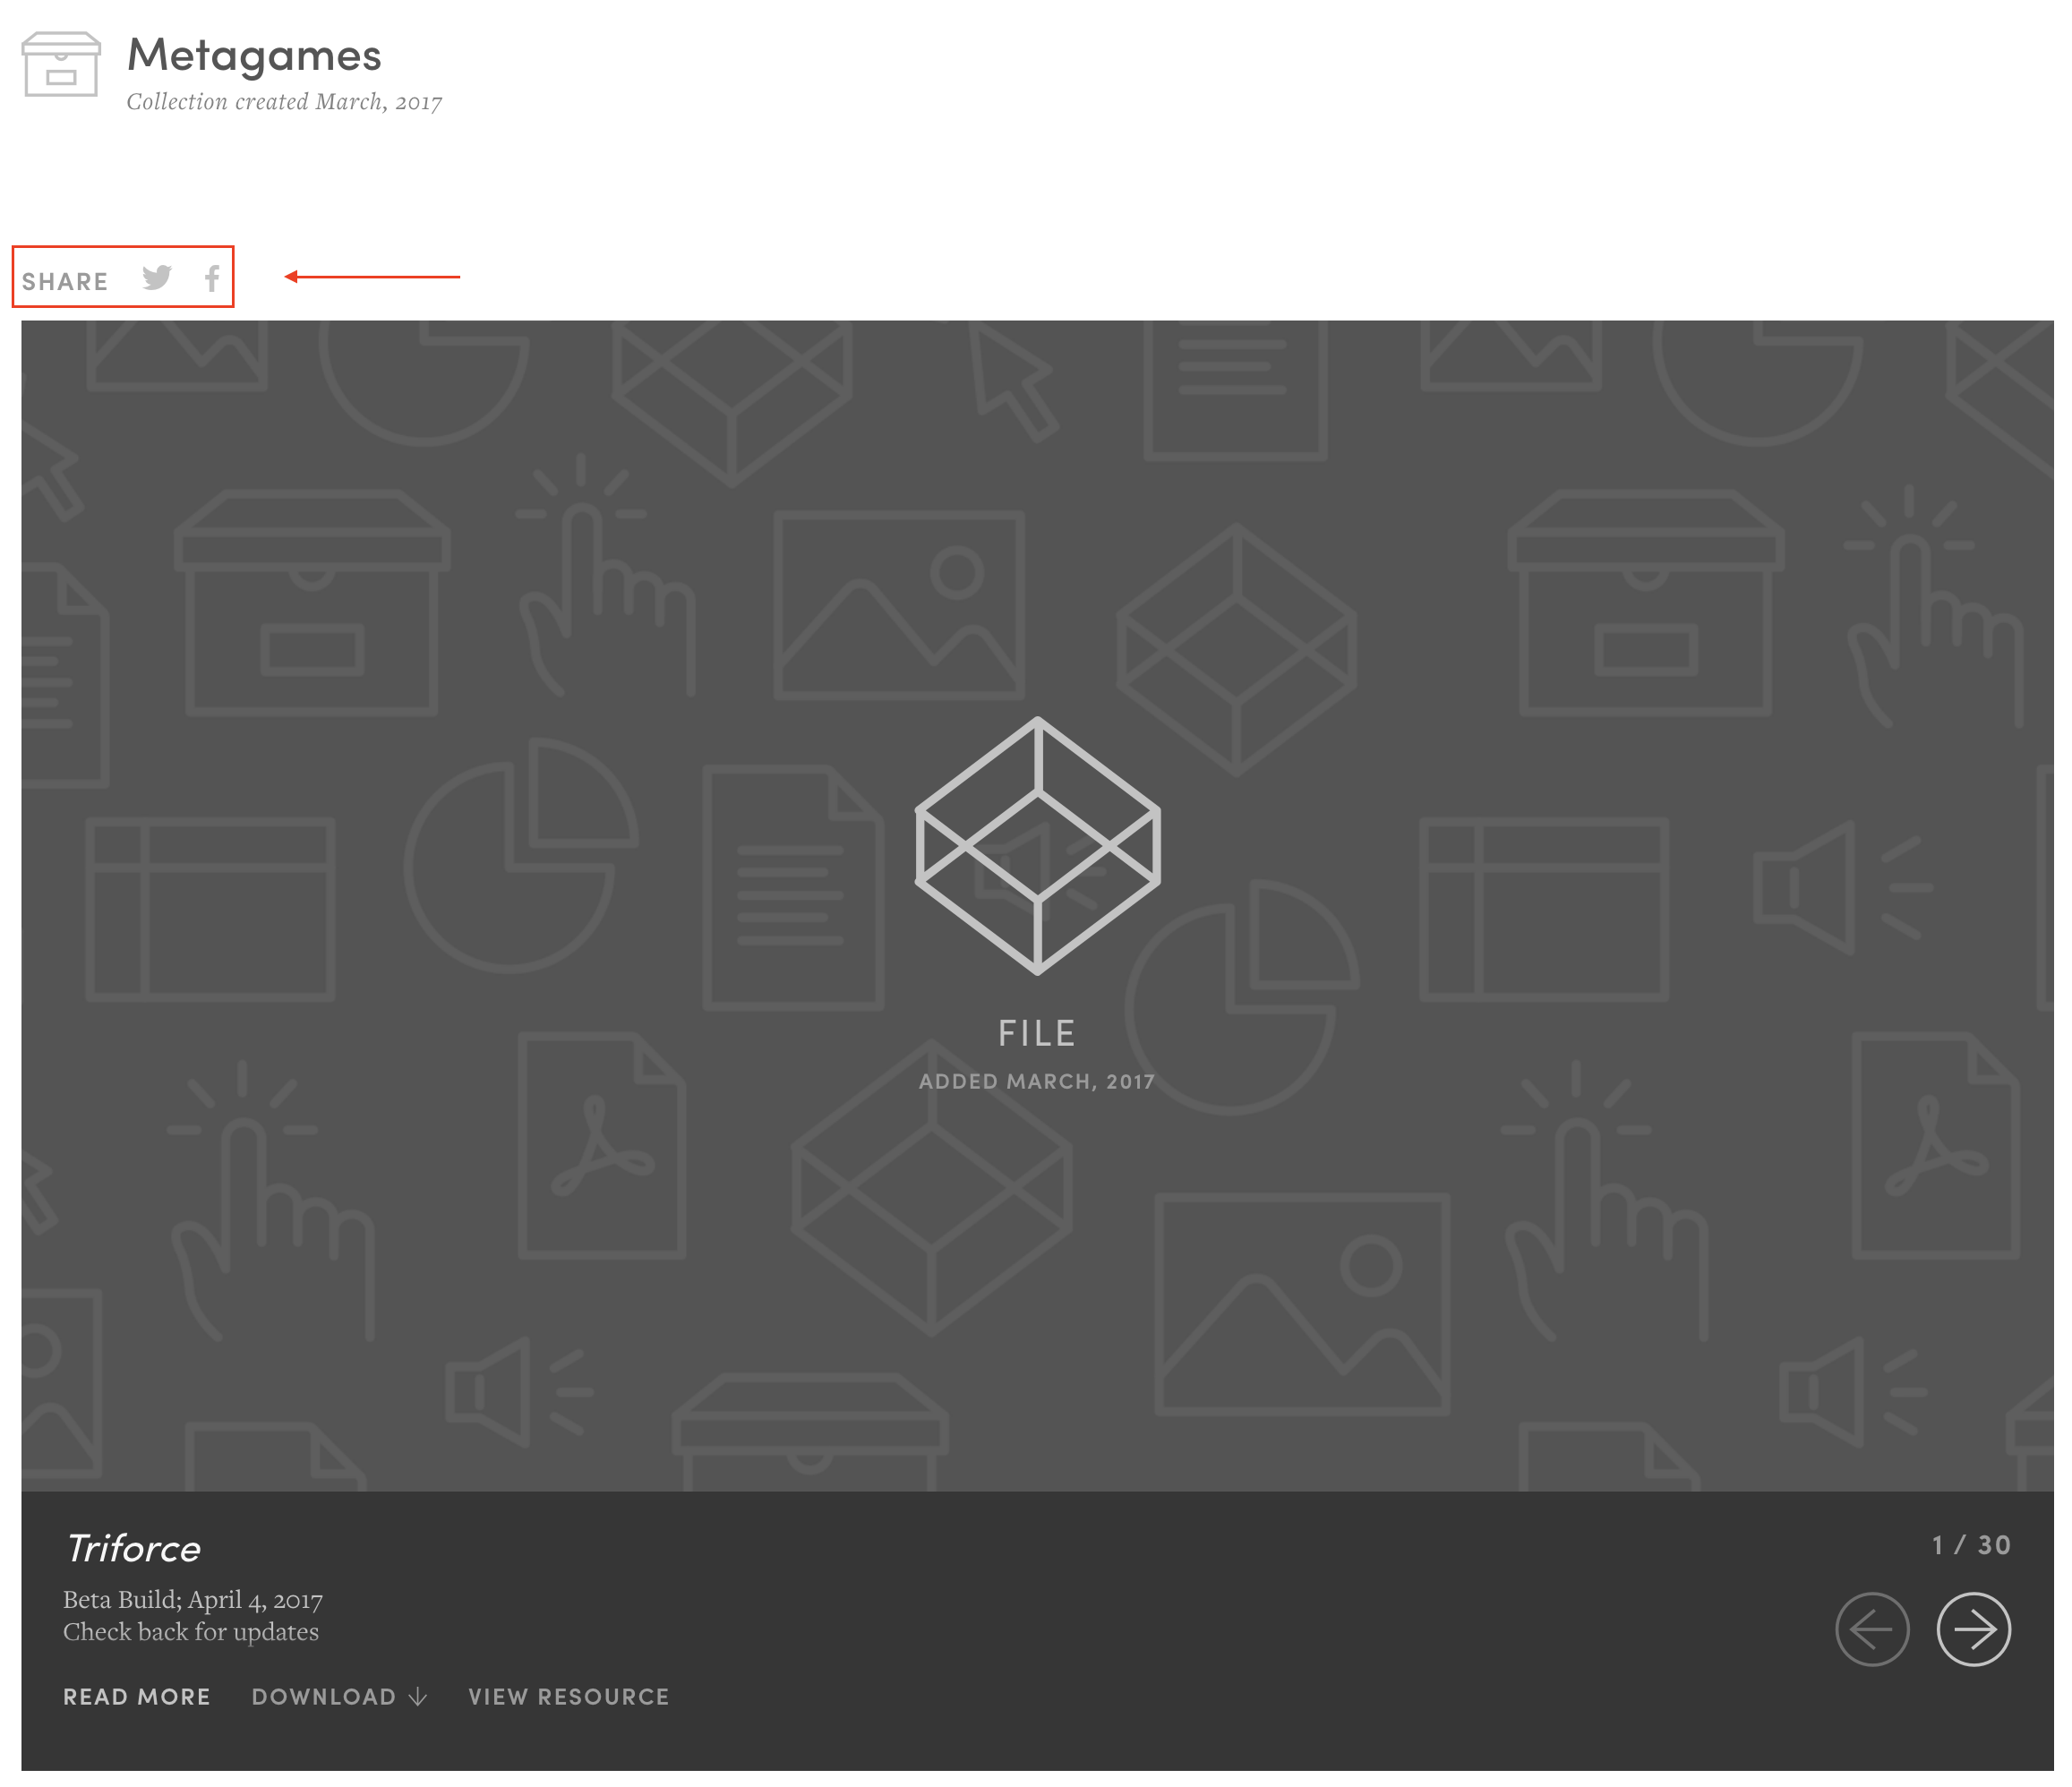 Metagames
Collection created March, 2017
SHARE
FILE
ADDED MARCH, 2017
Triforce
1 / 30
Beta Build; April 4, 2017
Check back for updates
READ MORE DOWNLOAD VIEW RESOURCE